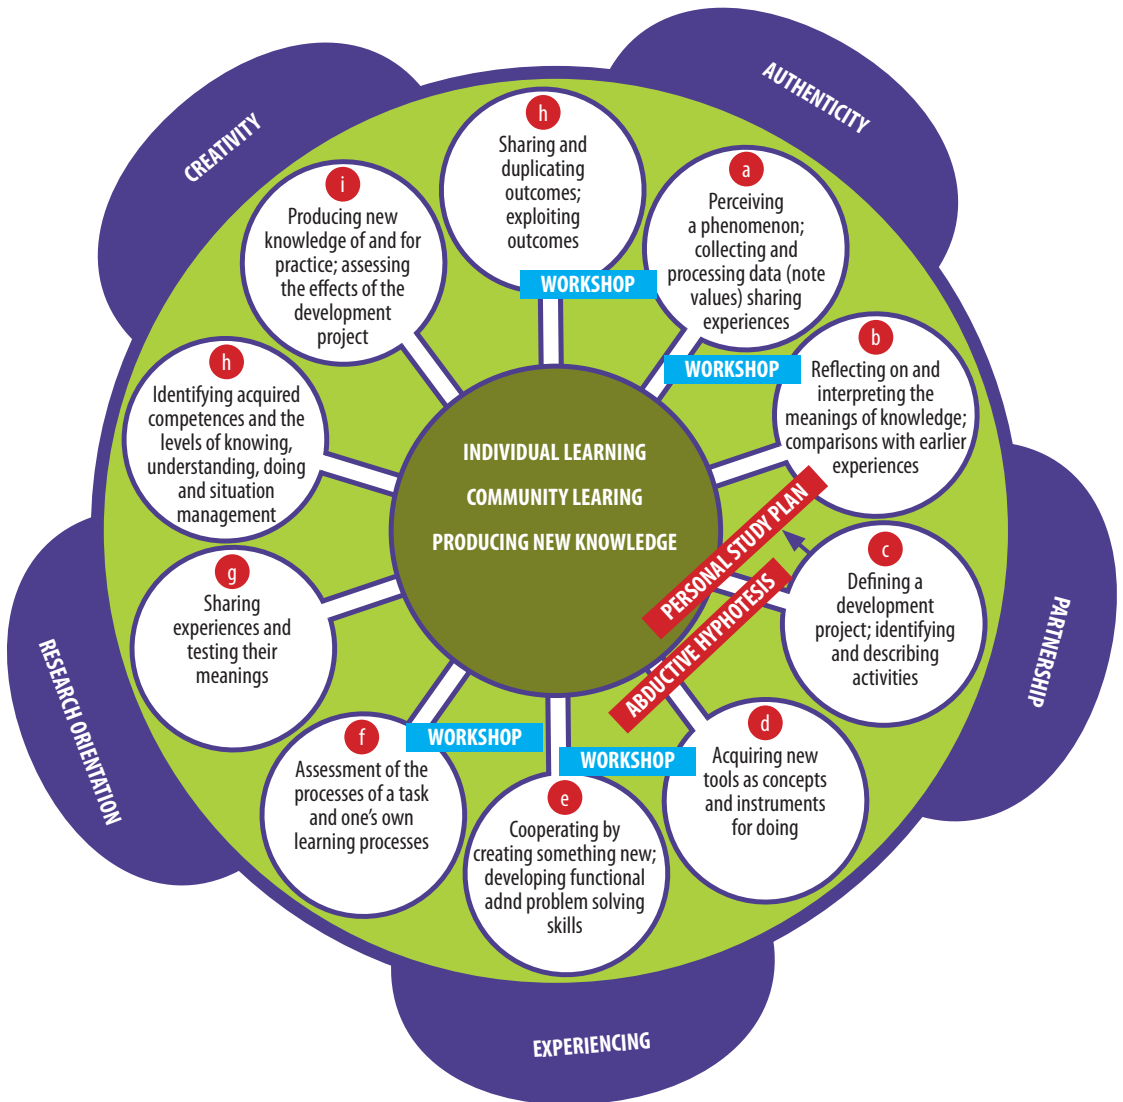 CREATIVITY
AUTHENTICITY
h
Sharing and
duplicating
outcomes;
exploiting
outcomes
WORKSHOP
a
Perceiving
a phenomenon;
collecting and
processing data (note
values) sharing
experiences
WORKSHOP
b
Reflecting on and
interpreting the
meanings of knowledge;
comparisons with earlier
experiences
PERSONAL STUDY PLAN
c
Defining a
development
project; identifying
and describing
activities
ABDUCTIVE HYPHOTESIS
PARTNERSHIP
d
Acquiring new
tools as concepts
and instruments
for doing
WORKSHOP
e
Cooperating by
creating something new;
developing functional
adnd problem solving
skills
EXPERIENCING
WORKSHOP
f
Assessment of the
processes of a task
and one's own
learning processes
g
Sharing
experiences and
testing their
meanings
RESEARCH ORIENTATION
h
Identifying acquired
competences and the
levels of knowing,
understanding, doing
and situation
management
i
Producing new
knowledge of and for
practice; assessing
the effects of the
development
project
INDIVIDUAL LEARNING
COMMUNITY LEARING
PRODUCING NEW KNOWLEDGE